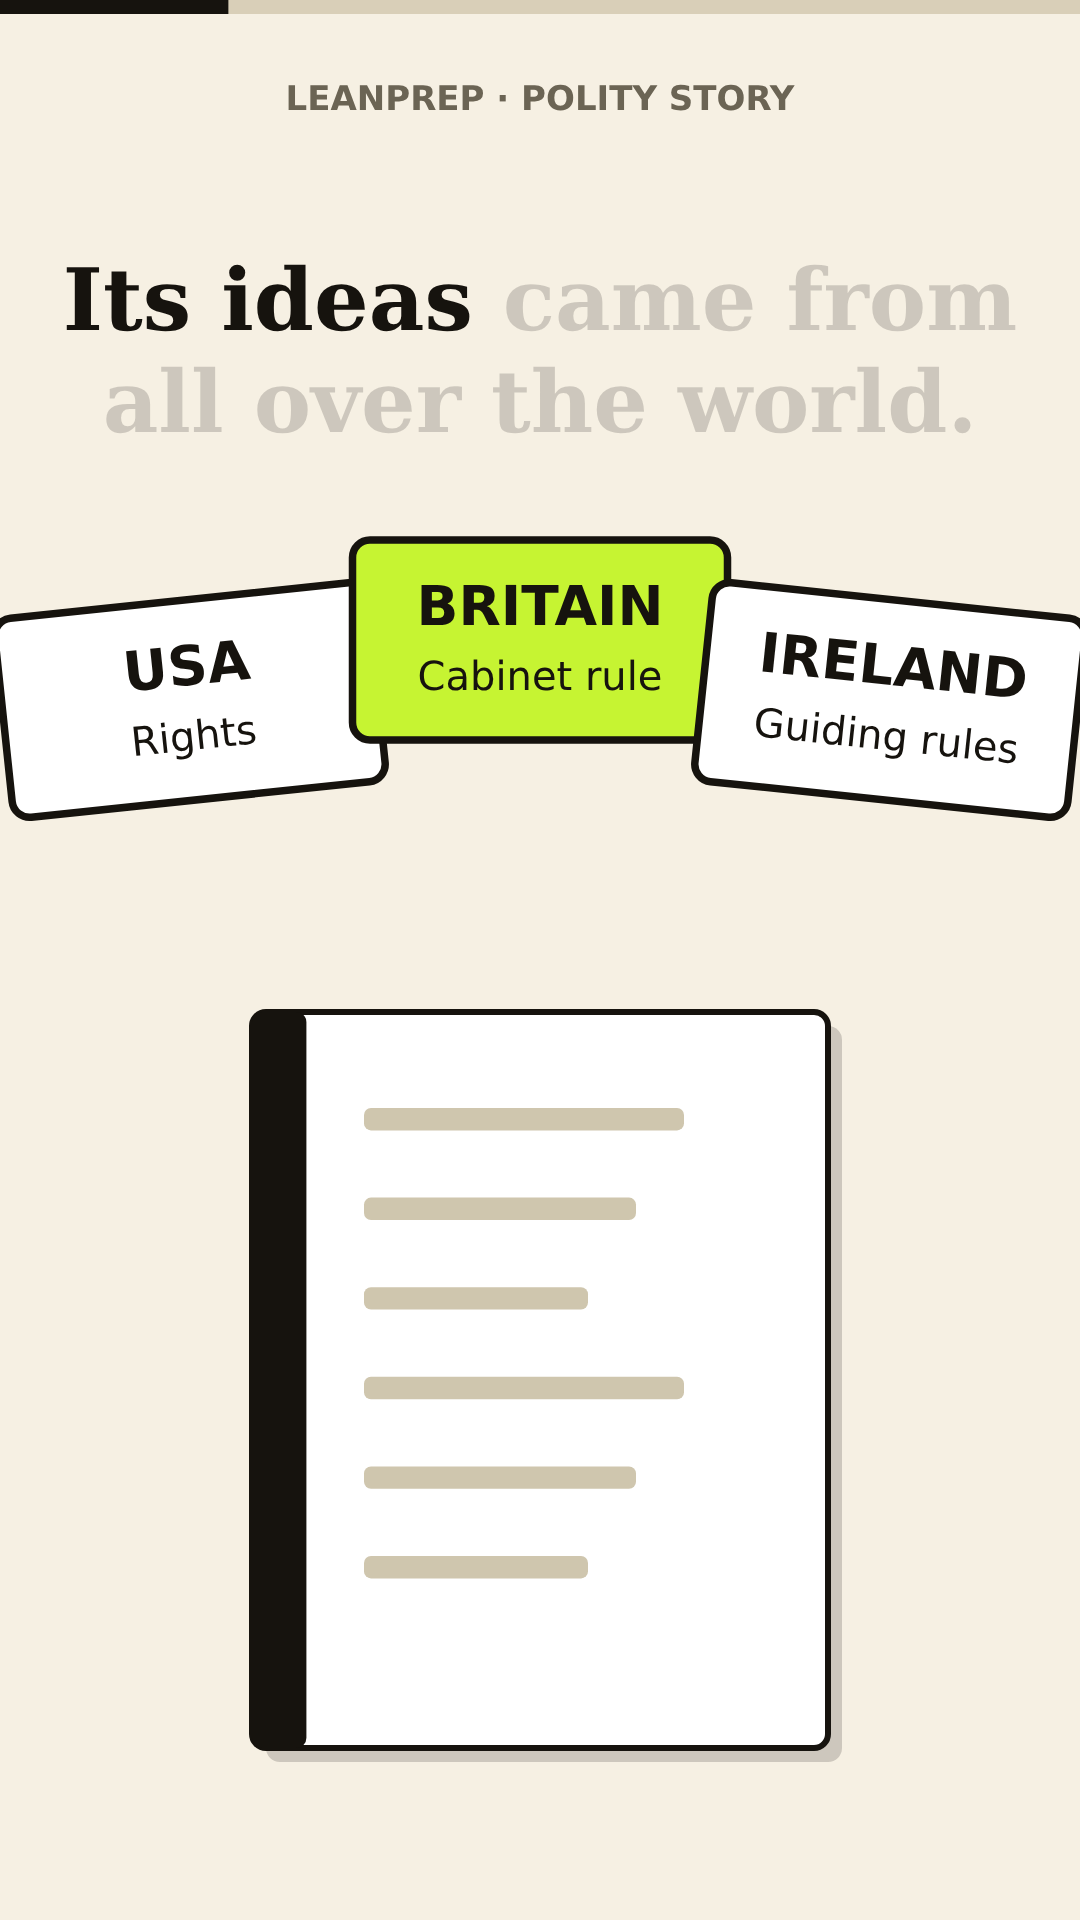 LEANPREP · POLITY STORY
Its ideas came from
all over the world.
USA
Rights
BRITAIN
Cabinet rule
IRELAND
Guiding rules